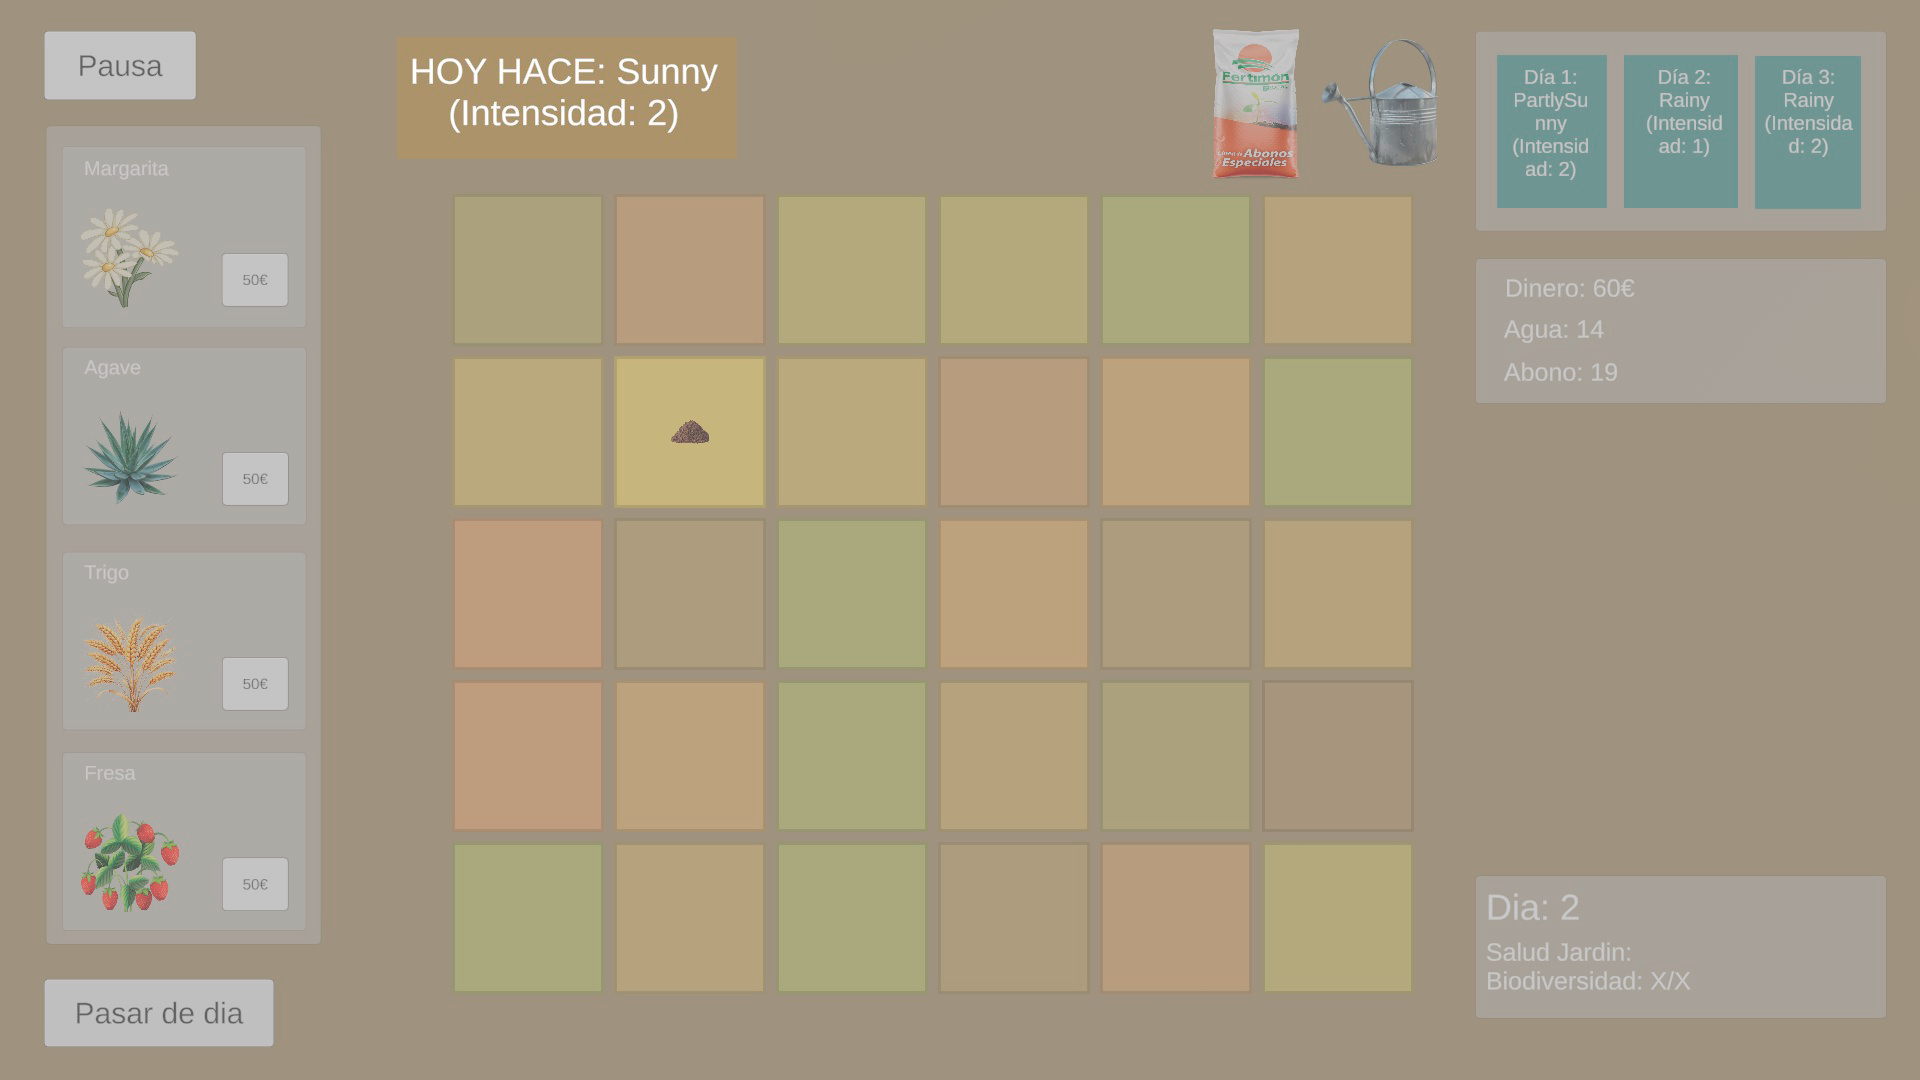 Pausa
HOY HACE: Sunny
(Intensidad: 2)
Fertimón
Abonos
Especiales
Día 1:
PartlySu
nny
(Intensid
ad: 2)
Día 2:
Rainy
(Intensid
ad: 1)
Día 3:
Rainy
(Intensida
d: 2)
Margarita
50€
Agave
50€
Trigo
50€
Fresa
50€
Dinero: 60€
Agua: 14
Abono: 19
Dia: 2
Salud Jardin:
Biodiversidad: X/X
Pasar de dia